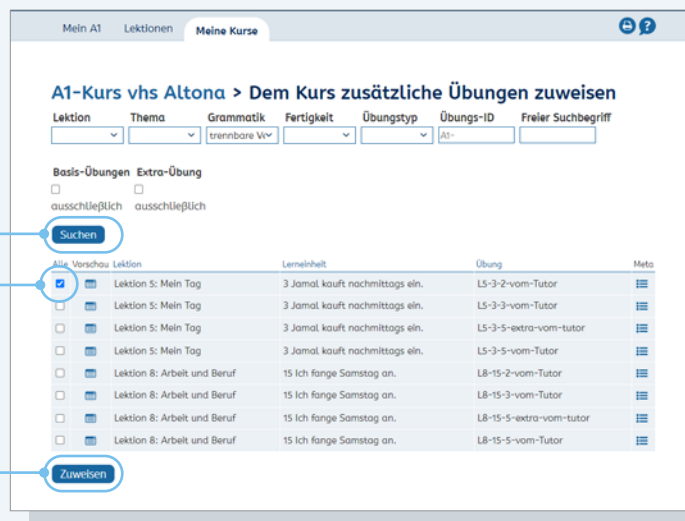 Mein A1 Lektionen Meine Kurse
A1-Kurs vhs Altona > Dem Kurs zusätzliche Übungen zuweisen
Lektion Thema Grammatik Fertigkeit Übungstyp Übungs-ID Freier Suchbegriff
trennbare Ve A1-
Basis-Übungen Extra-Übung
ausschließlich ausschließlich
Suchen
Alle Vorschau Lektion Lerneinheit Übung Meta
Lektion 5: Mein Tag 3 Jamal kauft nachmittags ein. L5-3-2-vom-Tutor
Lektion 5: Mein Tag 3 Jamal kauft nachmittags ein. L5-3-3-vom-Tutor
Lektion 5: Mein Tag 3 Jamal kauft nachmittags ein. L5-3-5-extra-vom-tutor
Lektion 5: Mein Tag 3 Jamal kauft nachmittags ein. L5-3-5-vom-Tutor
Lektion 8: Arbeit und Beruf 15 Ich fange Samstag an. L8-15-2-vom-Tutor
Lektion 8: Arbeit und Beruf 15 Ich fange Samstag an. L8-15-3-vom-Tutor
Lektion 8: Arbeit und Beruf 15 Ich fange Samstag an. L8-15-5-extra-vom-tutor
Lektion 8: Arbeit und Beruf 15 Ich fange Samstag an. L8-15-5-vom-Tutor
Zuweisen